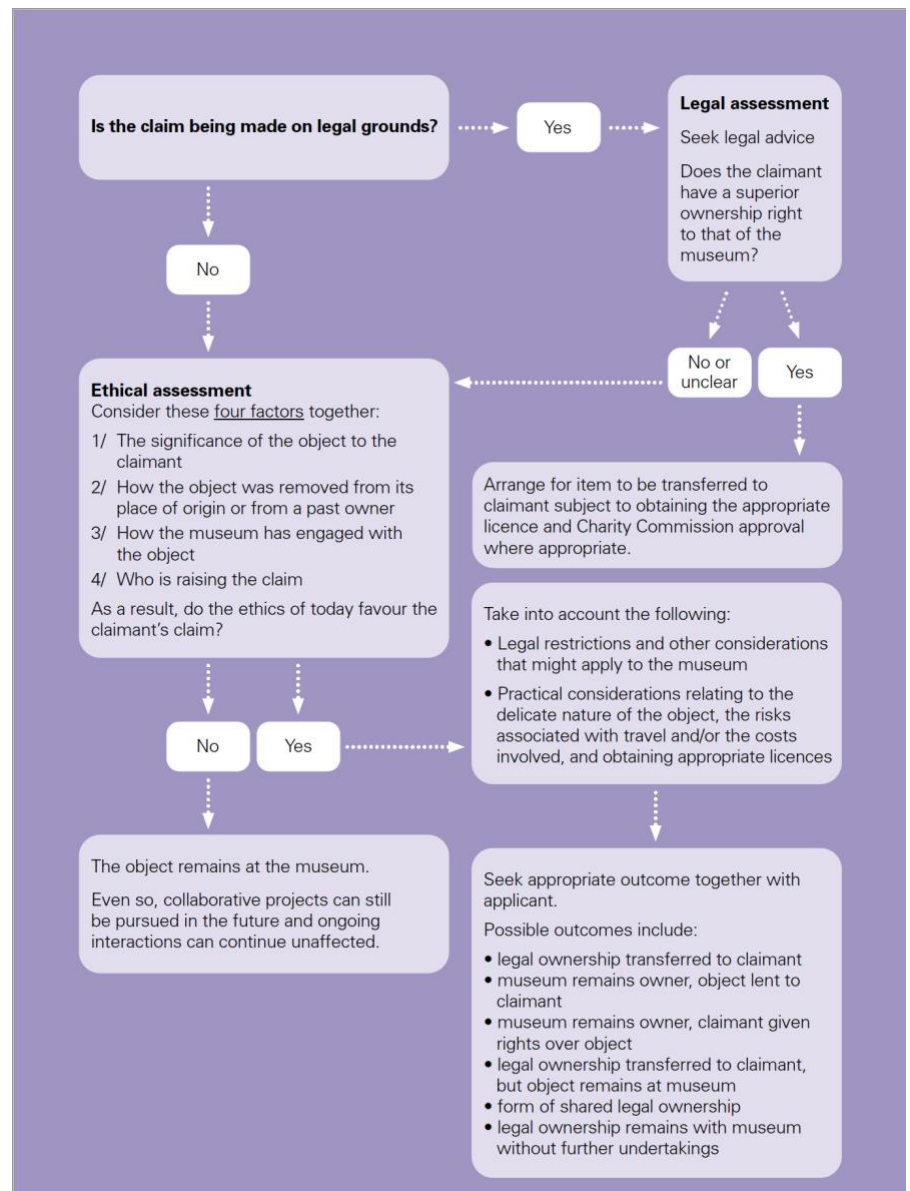 Is the claim being made on legal grounds?
Yes
Legal assessment
Seek legal advice
Does the claimant
have a superior
ownership right
to that of the
museum?
No
No or
unclear
Yes
Ethical assessment
Consider these four factors together:
1/ The significance of the object to the
claimant
2/ How the object was removed from its
place of origin or from a past owner
3/ How the museum has engaged with
the object
4/ Who is raising the claim
As a result, do the ethics of today favour the
claimant’s claim?
Arrange for item to be transferred to
claimant subject to obtaining the appropriate
licence and Charity Commission approval
where appropriate.
No
Yes
Take into account the following:
• Legal restrictions and other considerations
that might apply to the museum
• Practical considerations relating to the
delicate nature of the object, the risks
associated with travel and/or the costs
involved, and obtaining appropriate licences
The object remains at the museum.
Even so, collaborative projects can still
be pursued in the future and ongoing
interactions can continue unaffected.
Seek appropriate outcome together with
applicant.
Possible outcomes include:
• legal ownership transferred to claimant
• museum remains owner, object lent to
claimant
• museum remains owner, claimant given
rights over object
• legal ownership transferred to claimant,
but object remains at museum
• form of shared legal ownership
• legal ownership remains with museum
without further undertakings